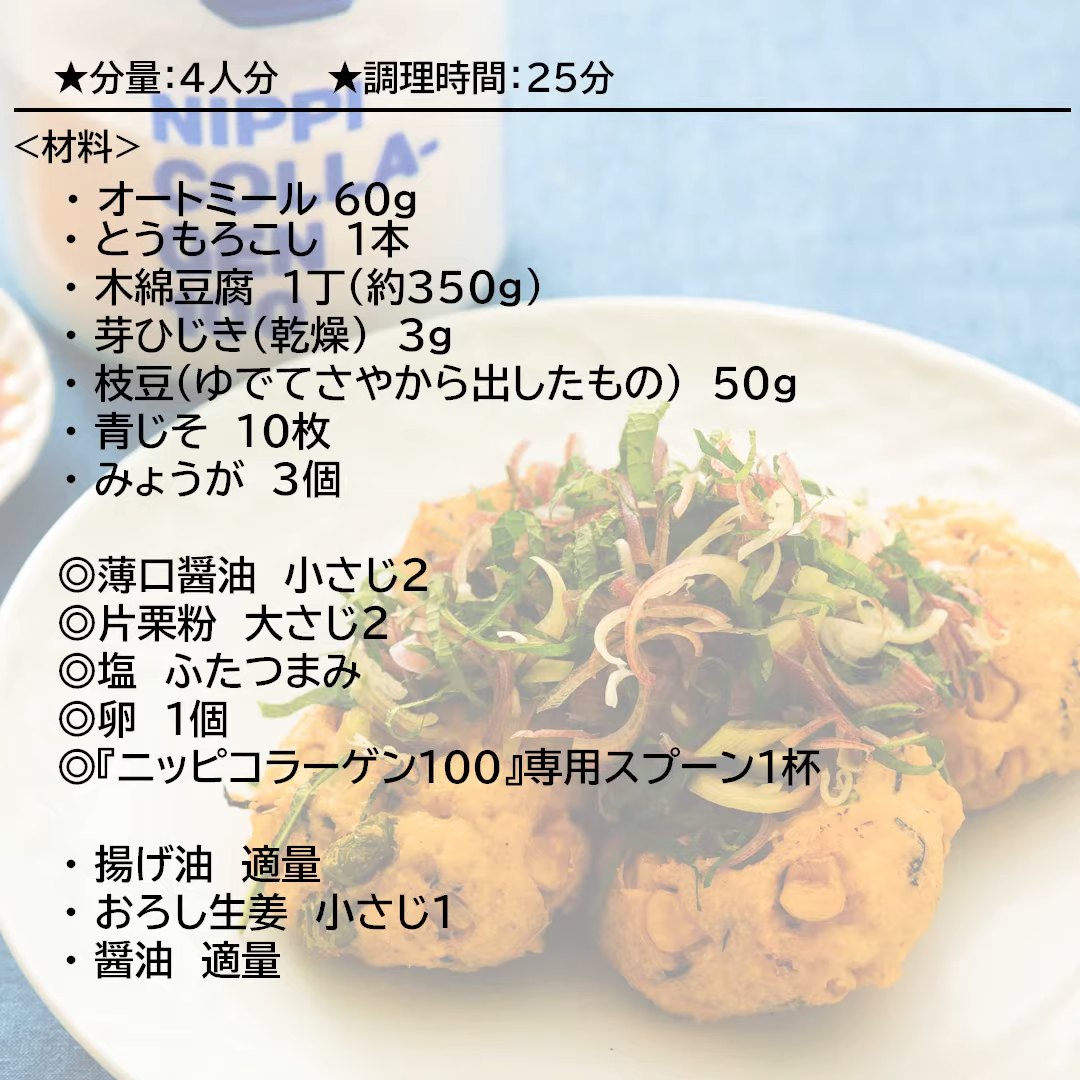 ★分量：4人分　★調理時間：25分
<材料>
・ オートミール 60g
・ とうもろこし 1本
・ 木綿豆腐 1丁（約350g）
・ 芽ひじき（乾燥） 3g
・ 枝豆（ゆでてさやから出したもの） 50g
・ 青じそ 10枚
・ みょうが 3個
◎薄口醤油 小さじ2
◎片栗粉 大さじ2
◎塩 ふたつまみ
◎卵 1個
◎『ニッピコラーゲン100』専用スプーン1杯
・ 揚げ油 適量
・ おろし生姜 小さじ1
・ 醤油 適量
NIPPI
COLLA-
GEN
100